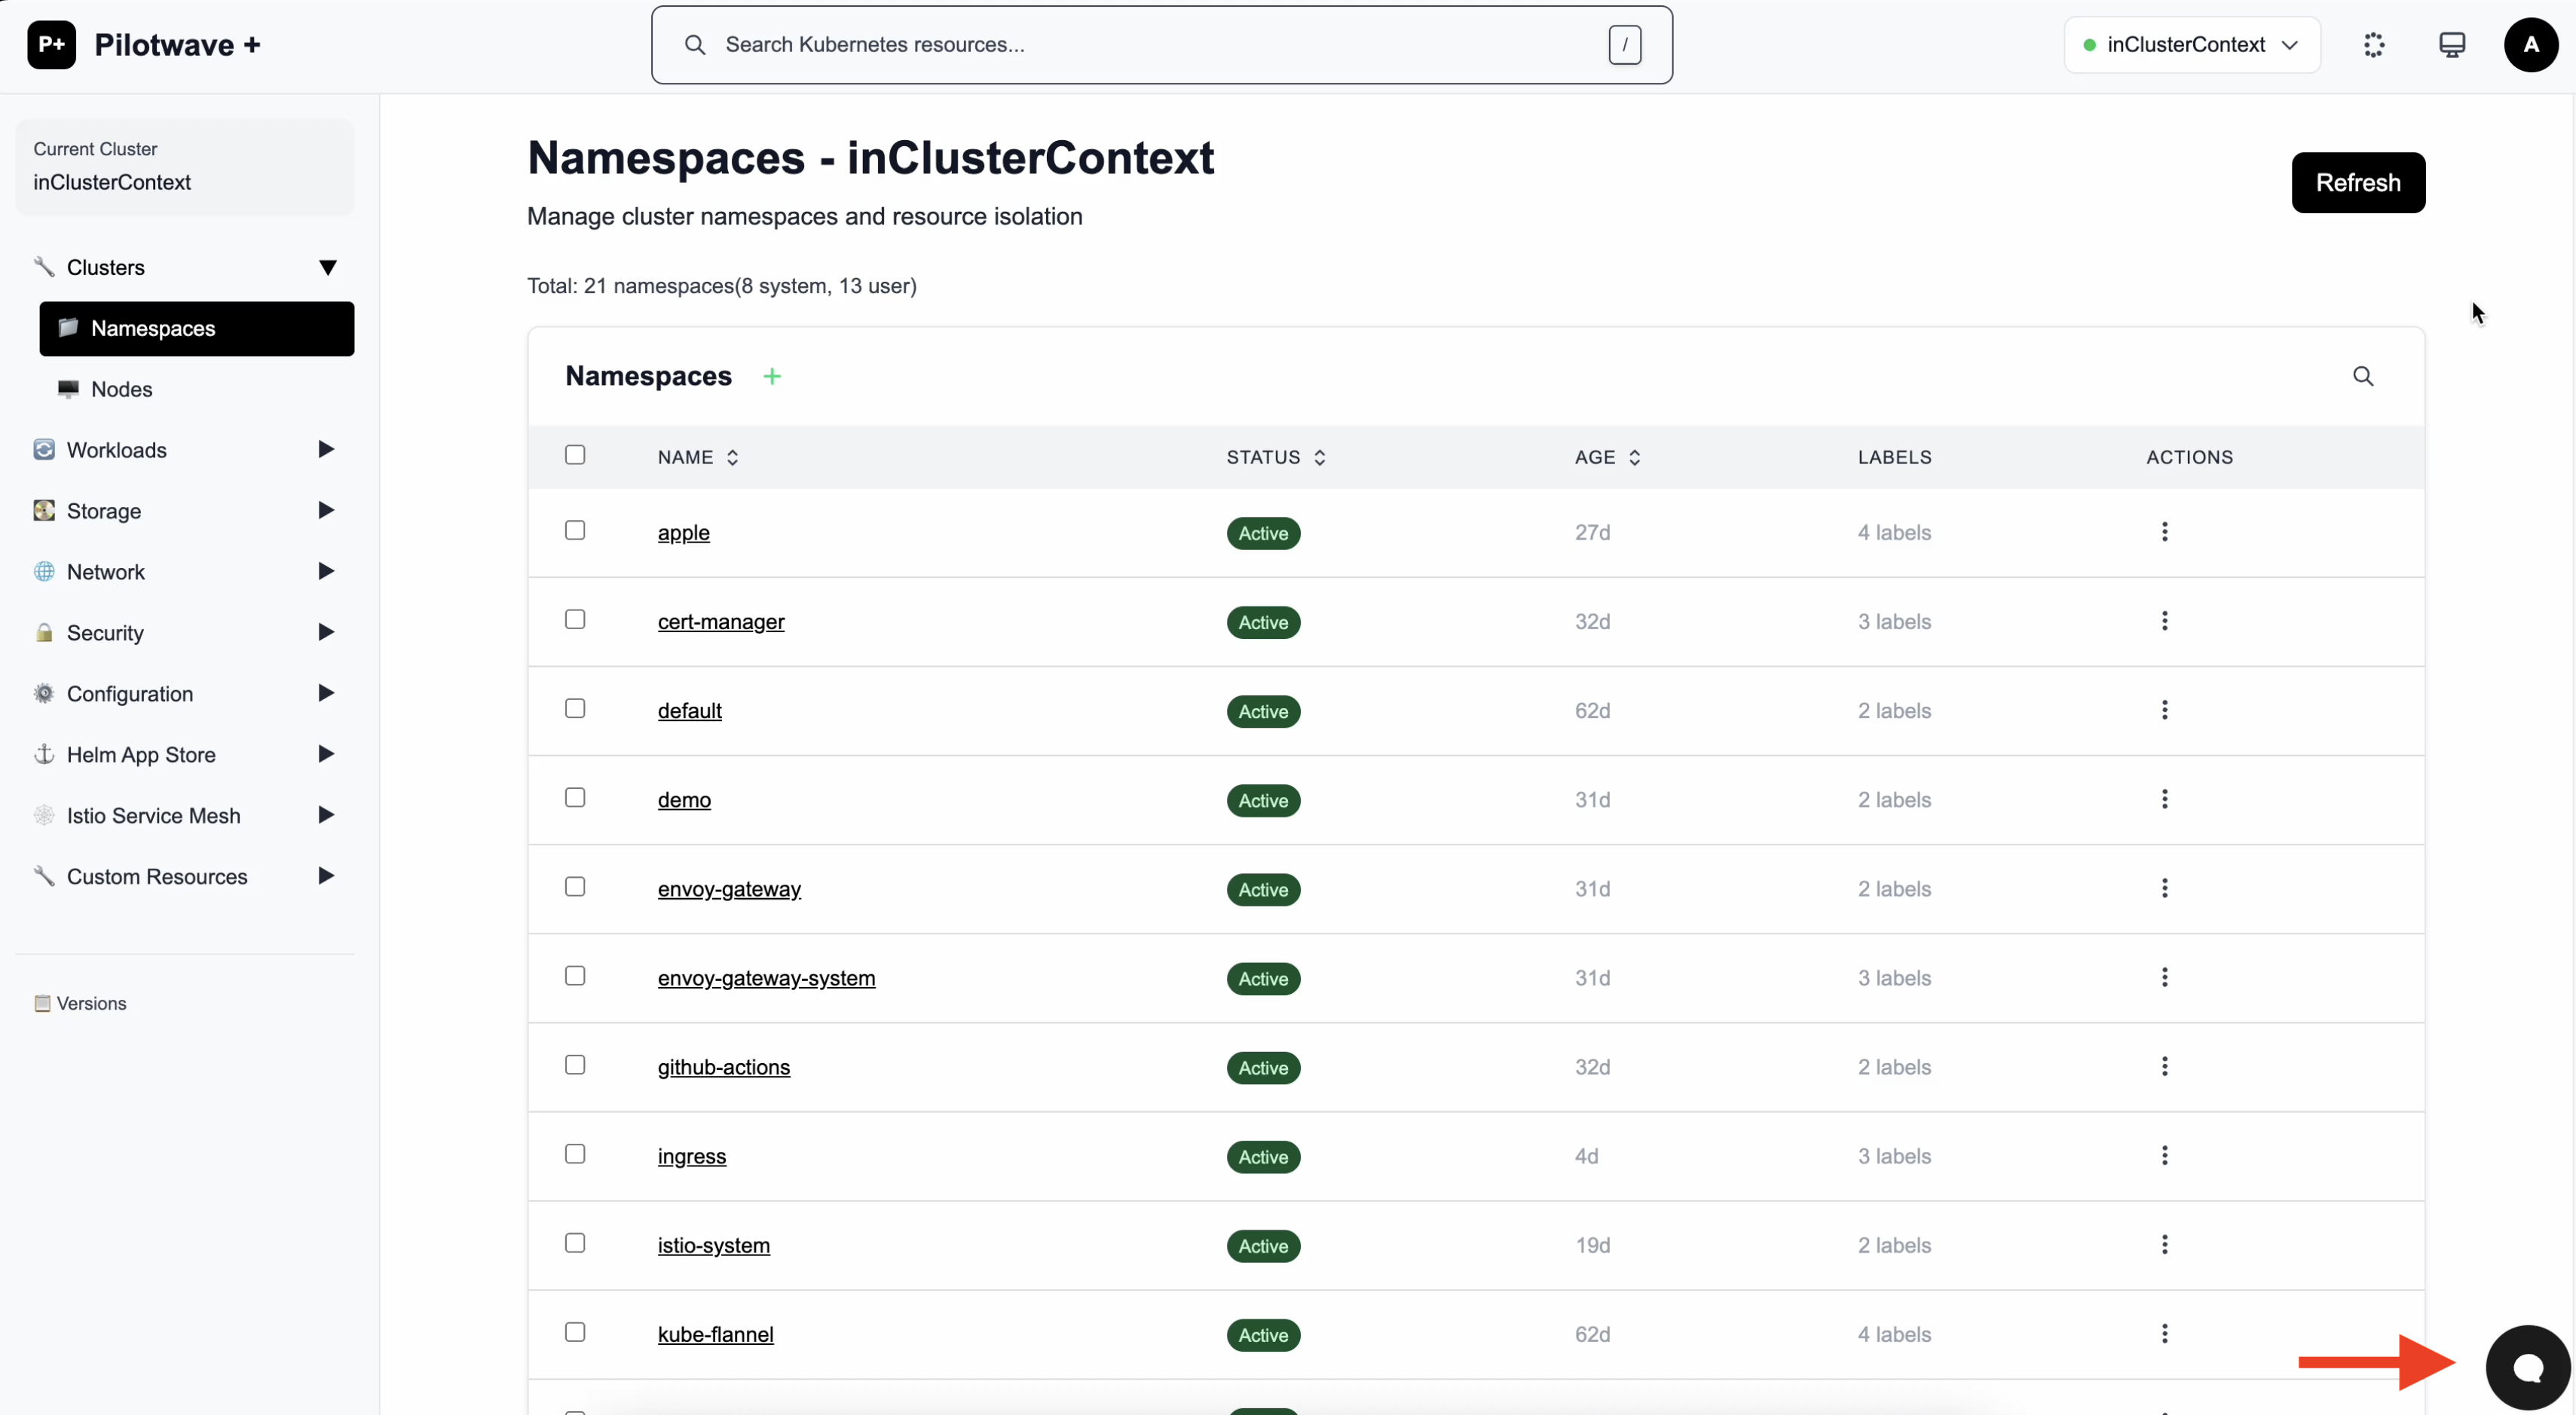 P+ Pilotwave +
Search Kubernetes resources...
/
inClusterContext
A
Current Cluster
inClusterContext
Clusters
Namespaces
Nodes
Workloads
Storage
Network
Security
Configuration
Helm App Store
Istio Service Mesh
Custom Resources
Versions
Namespaces - inClusterContext
Manage cluster namespaces and resource isolation
Refresh
Total: 21 namespaces(8 system, 13 user)
Namespaces +
NAME STATUS AGE LABELS ACTIONS
apple Active 27d 4 labels
cert-manager Active 32d 3 labels
default Active 62d 2 labels
demo Active 31d 2 labels
envoy-gateway Active 31d 2 labels
envoy-gateway-system Active 31d 3 labels
github-actions Active 32d 2 labels
ingress Active 4d 3 labels
istio-system Active 19d 2 labels
kube-flannel Active 62d 4 labels